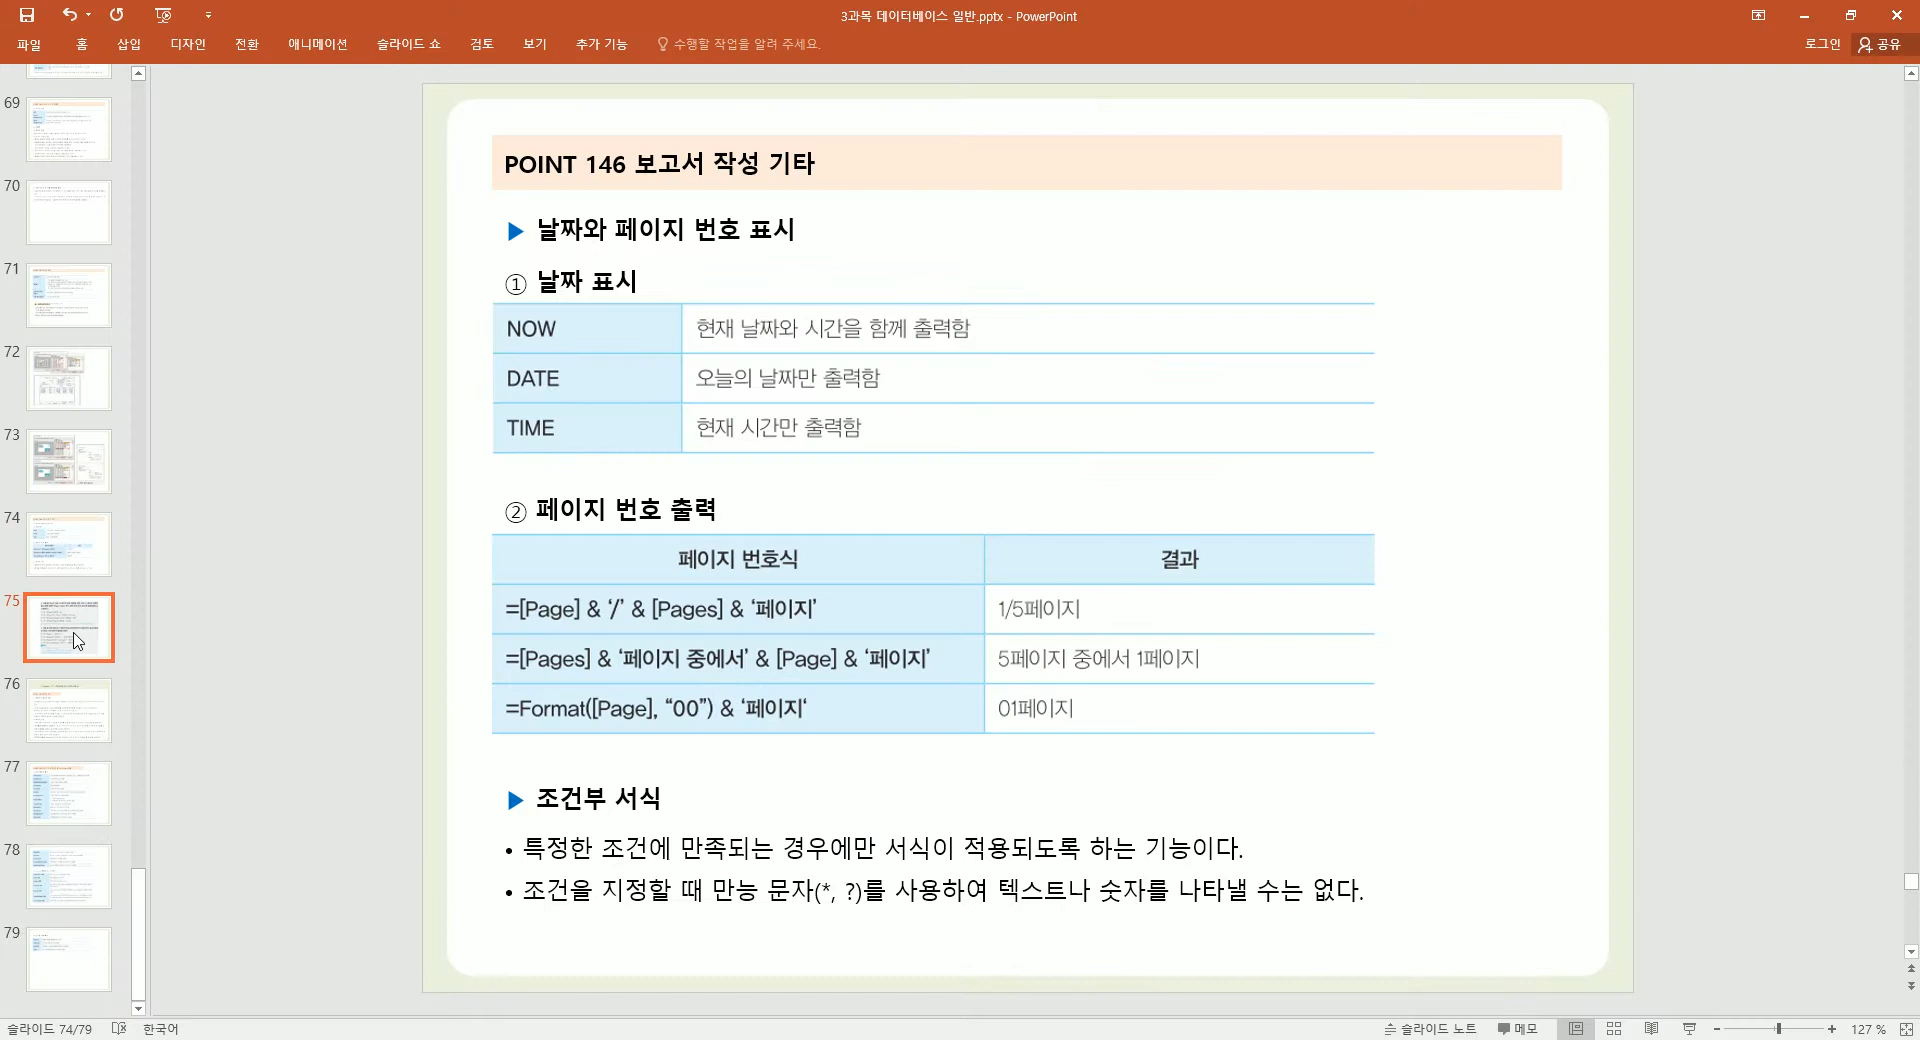 3과목 데이터베이스 일반.pptx - PowerPoint
파일 홈 삽입 디자인 전환 애니메이션 슬라이드 쇼 검토 보기 추가 기능 수행할 작업을 알려 주세요. 로그인 공유
69
70
71
72
73
74
75
76
77
78
79
POINT 146 보고서 작성 기타
▶ 날짜와 페이지 번호 표시
① 날짜 표시
NOW 현재 날짜와 시간을 함께 출력함
DATE 오늘의 날짜만 출력함
TIME 현재 시간만 출력함
② 페이지 번호 출력
페이지 번호식 결과
=[Page] & ‘/’ & [Pages] & ‘페이지’ 1/5페이지
=[Pages] & ‘페이지 중에서’ & [Page] & ‘페이지’ 5페이지 중에서 1페이지
=Format([Page], “00”) & ‘페이지‘ 01페이지
▶ 조건부 서식
• 특정한 조건에 만족되는 경우에만 서식이 적용되도록 하는 기능이다.
• 조건을 지정할 때 만능 문자(*, ?)를 사용하여 텍스트나 숫자를 나타낼 수는 없다.
슬라이드 74/79 한국어 슬라이드 노트 메모 127 %